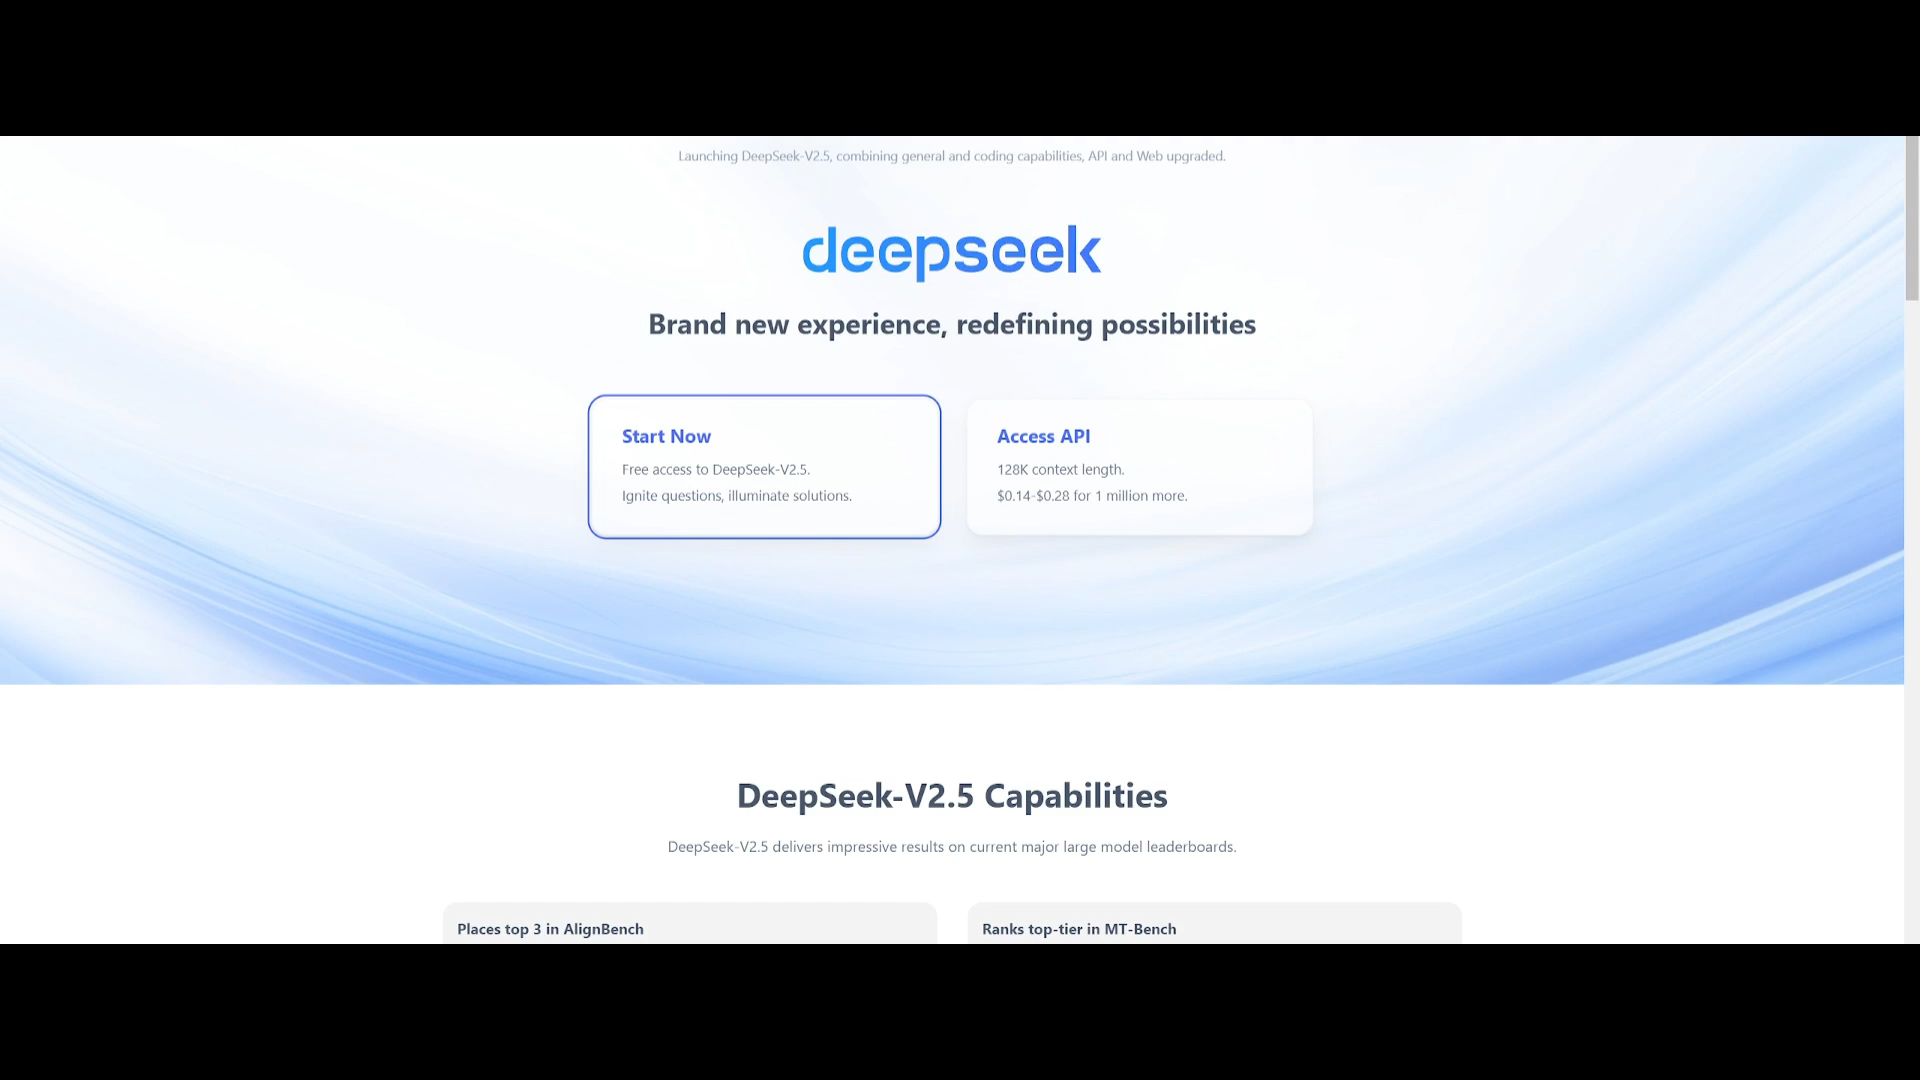 Launching DeepSeek-V2.5, combining general and coding capabilities, API and Web upgraded.
deepseek
Brand new experience, redefining possibilities
Start Now
Free access to DeepSeek-V2.5.
Ignite questions, illuminate solutions.
Access API
128K context length.
$0.14-$0.28 for 1 million more.
DeepSeek-V2.5 Capabilities
DeepSeek-V2.5 delivers impressive results on current major large model leaderboards.
Places top 3 in AlignBench
Ranks top-tier in MT-Bench